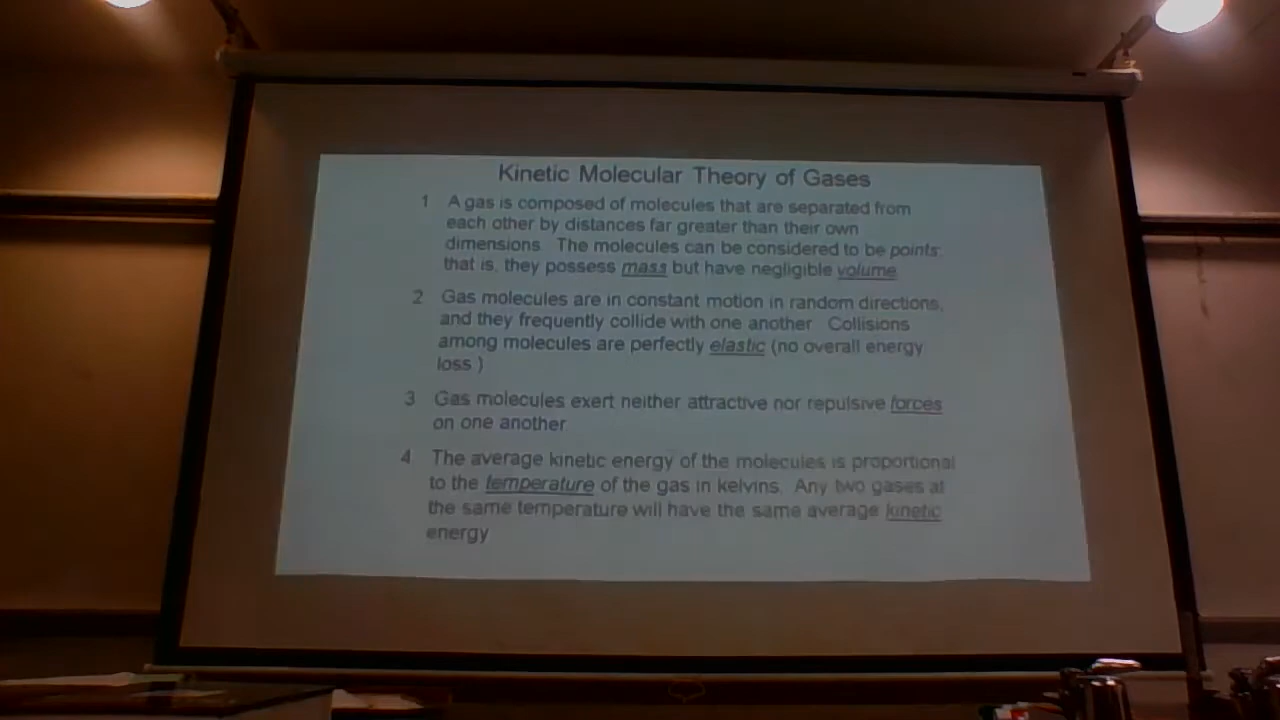 Kinetic Molecular Theory of Gases
1 A gas is composed of molecules that are separated from
each other by distances far greater than their own
dimensions. The molecules can be considered to be points;
that is, they possess mass but have negligible volume.
2 Gas molecules are in constant motion in random directions,
and they frequently collide with one another. Collisions
among molecules are perfectly elastic (no overall energy
loss.)
3 Gas molecules exert neither attractive nor repulsive forces
on one another
4 The average kinetic energy of the molecules is proportional
to the temperature of the gas in kelvins. Any two gases at
the same temperature will have the same average kinetic
energy